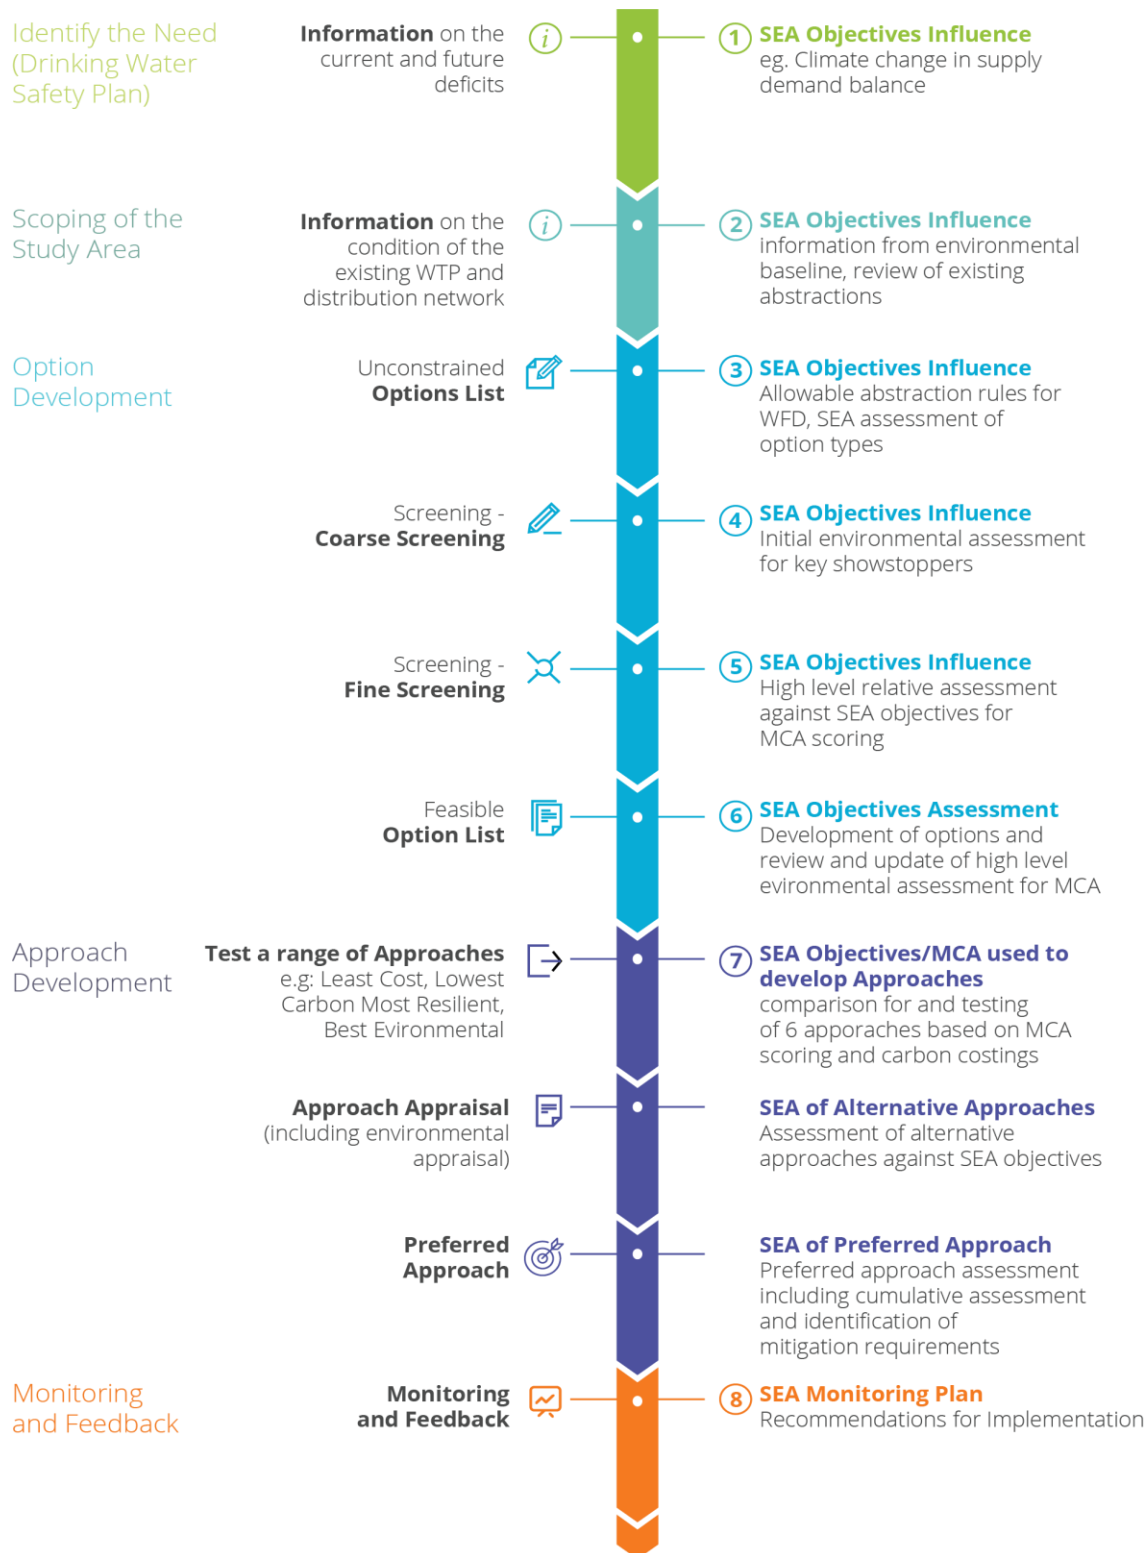 Identify the Need
(Drinking Water
Safety Plan)
Information on the
current and future
deficits
i
1 SEA Objectives Influence
eg. Climate change in supply
demand balance
Scoping of the
Study Area
Information on the
condition of the
existing WTP and
distribution network
i
2 SEA Objectives Influence
information from environmental
baseline, review of existing
abstractions
Option
Development
Unconstrained
Options List
3 SEA Objectives Influence
Allowable abstraction rules for
WFD, SEA assessment of
option types
Screening -
Coarse Screening
4 SEA Objectives Influence
Initial environmental assessment
for key showstoppers
Screening -
Fine Screening
5 SEA Objectives Influence
High level relative assessment
against SEA objectives for
MCA scoring
Feasible
Option List
6 SEA Objectives Assessment
Development of options and
review and update of high level
evironmental assessment for MCA
Approach
Development
Test a range of Approaches
e.g: Least Cost, Lowest
Carbon Most Resilient,
Best Evironmental
7 SEA Objectives/MCA used to
develop Approaches
comparison for and testing
of 6 apporaches based on MCA
scoring and carbon costings
Approach Appraisal
(including environmental
appraisal)
SEA of Alternative Approaches
Assessment of alternative
approaches against SEA objectives
Preferred
Approach
SEA of Preferred Approach
Preferred approach assessment
including cumulative assessment
and identification of
mitigation requirements
Monitoring
and Feedback
Monitoring
and Feedback
8 SEA Monitoring Plan
Recommendations for Implementation